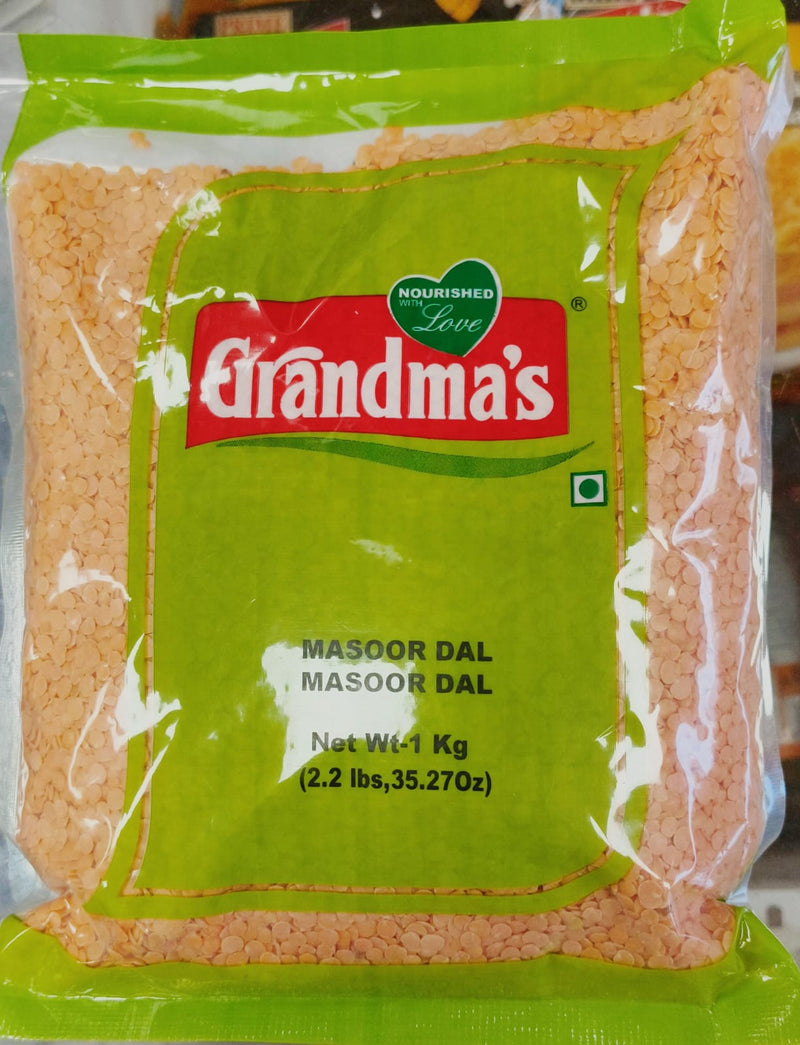 NOURISHED
WITH
Love
Grandma's
®
MASOOR DAL
MASOOR DAL
Net Wt-1 Kg
(2.2 lbs,35.27Oz)